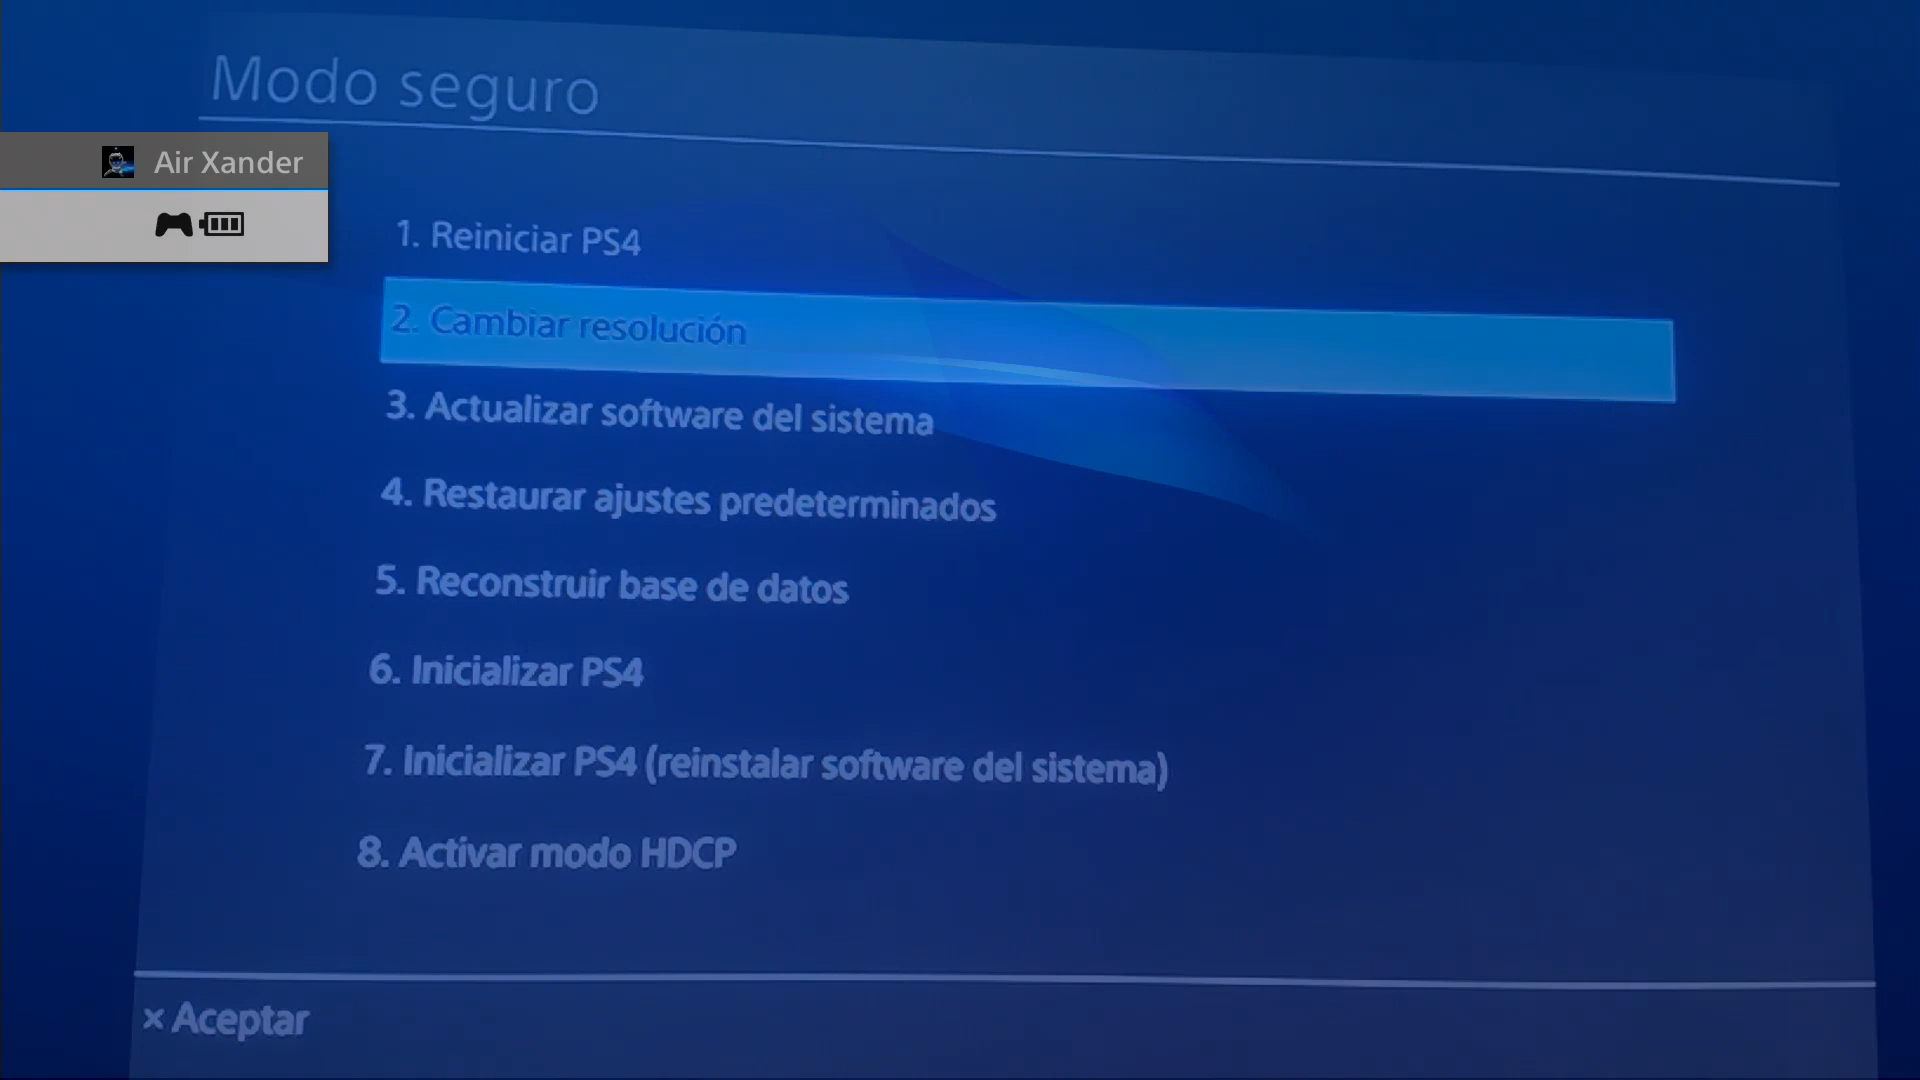 Modo seguro
Air Xander
1. Reiniciar PS4
2. Cambiar resolución
3. Actualizar software del sistema
4. Restaurar ajustes predeterminados
5. Reconstruir base de datos
6. Inicializar PS4
7. Inicializar PS4 (reinstalar software del sistema)
8. Activar modo HDCP
× Aceptar